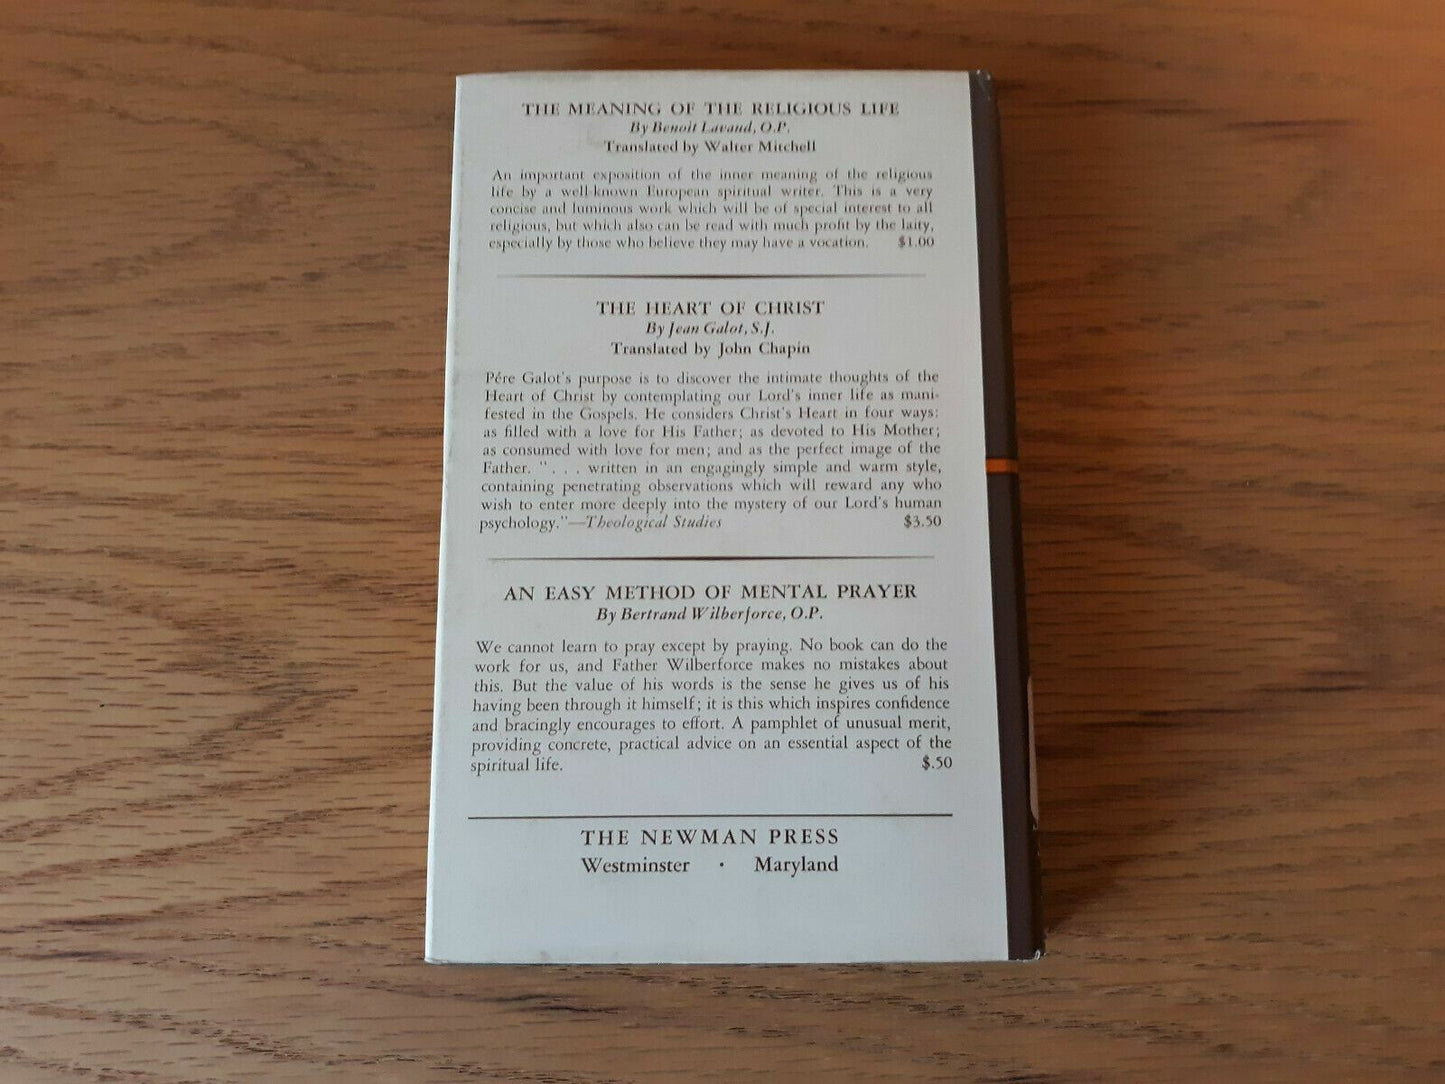 THE MEANING OF THE RELIGIOUS LIFE
By Benoit Lavaud, O.P.
Translated by Walter Mitchell
An important exposition of the inner meaning of the religious
life by a well-known European spiritual writer. This is a very
concise and luminous work which will be of special interest to all
religious, but which also can be read with much profit by the laity,
especially by those who believe they may have a vocation. $1.00
THE HEART OF CHRIST
By Jean Galot, S.J.
Translated by John Chapin
Pére Galot's purpose is to discover the intimate thoughts of the
Heart of Christ by contemplating our Lord's inner life as mani-
fested in the Gospels. He considers Christ's Heart in four ways:
as filled with a love for His Father; as devoted to His Mother;
as consumed with love for men; and as the perfect image of the
Father. ". . . written in an engagingly simple and warm style,
containing penetrating observations which will reward any who
wish to enter more deeply into the mystery of our Lord's human
psychology."—Theological Studies $3.50
AN EASY METHOD OF MENTAL PRAYER
By Bertrand Wilberforce, O.P.
We cannot learn to pray except by praying. No book can do the
work for us, and Father Wilberforce makes no mistakes about
this. But the value of his words is the sense he gives us of his
having been through it himself; it is this which inspires confidence
and bracingly encourages to effort. A pamphlet of unusual merit,
providing concrete, practical advice on an essential aspect of the
spiritual life. $.50
THE NEWMAN PRESS
Westminster · Maryland